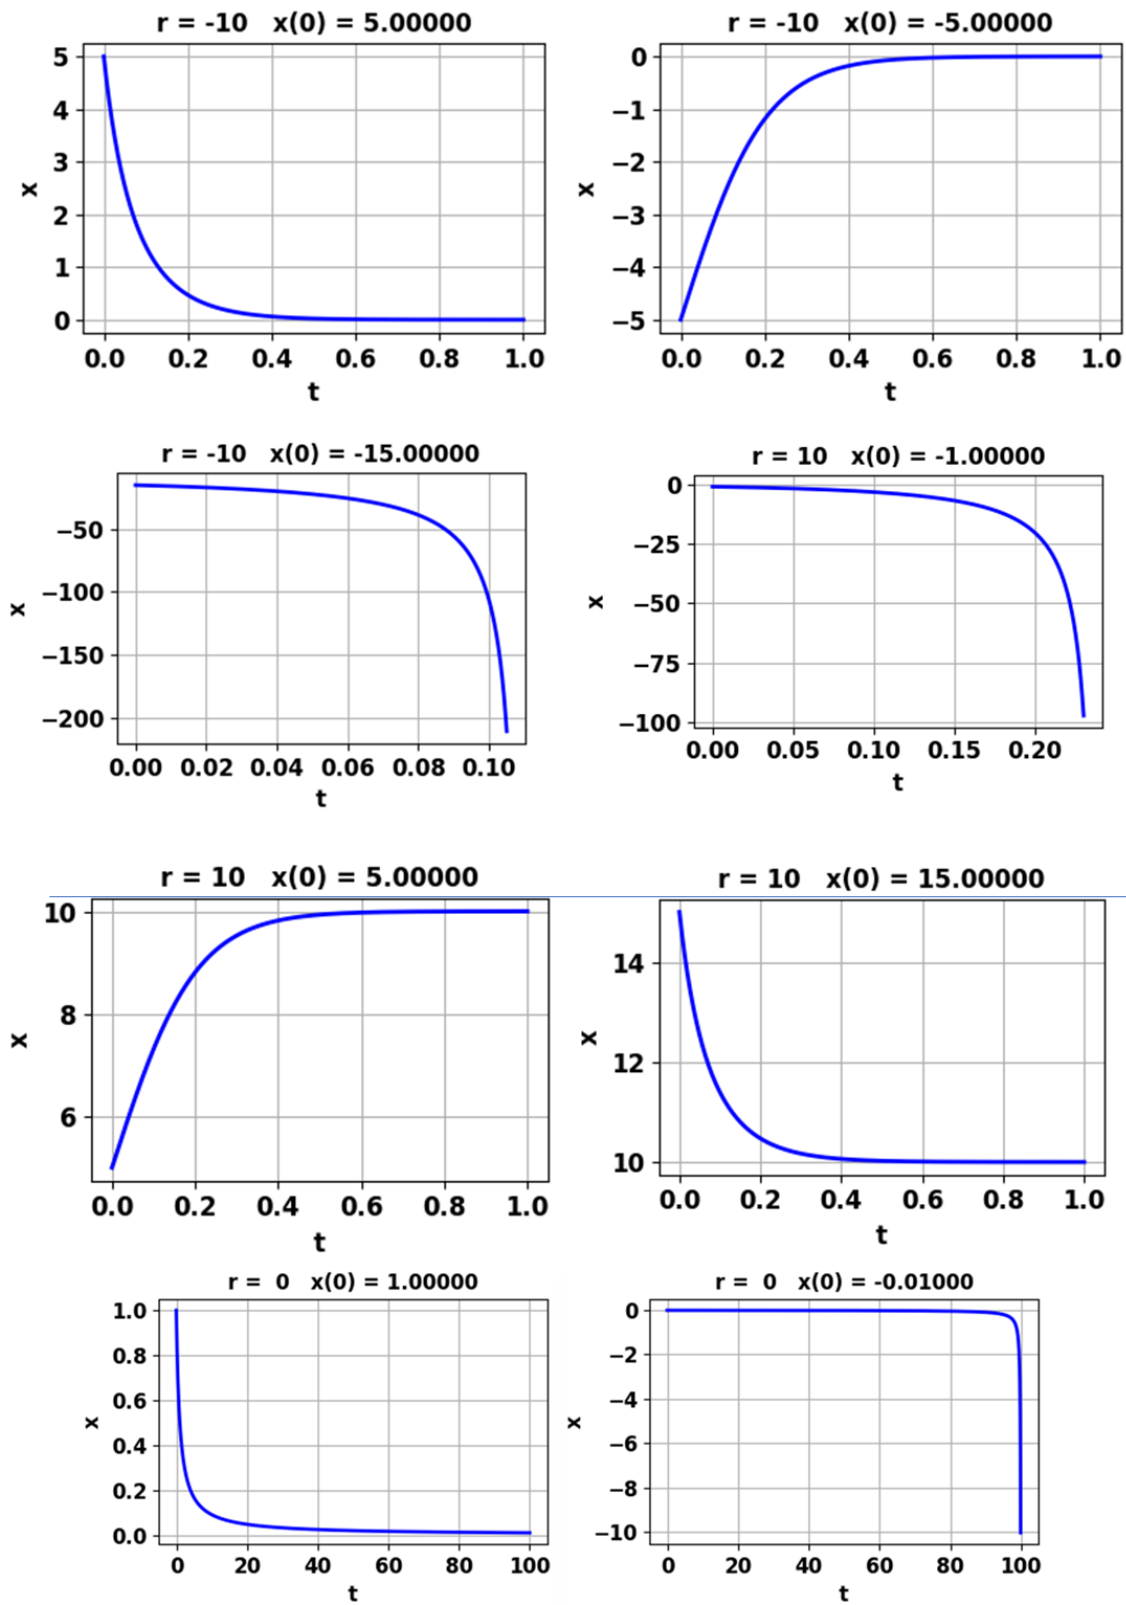 r = -10   x(0) = 5.00000
5
4
3
2
1
0
x
0.0 0.2 0.4 0.6 0.8 1.0
t
r = -10   x(0) = -5.00000
0
−1
−2
−3
−4
−5
x
0.0 0.2 0.4 0.6 0.8 1.0
t
r = -10   x(0) = -15.00000
−50
−100
−150
−200
x
0.00 0.02 0.04 0.06 0.08 0.10
t
r = 10   x(0) = -1.00000
0
−25
−50
−75
−100
x
0.00 0.05 0.10 0.15 0.20
t
r = 10   x(0) = 5.00000
10
8
6
x
0.0 0.2 0.4 0.6 0.8 1.0
t
r = 10   x(0) = 15.00000
14
12
10
x
0.0 0.2 0.4 0.6 0.8 1.0
t
r =  0   x(0) = 1.00000
1.0
0.8
0.6
0.4
0.2
0.0
x
0 20 40 60 80 100
t
r =  0   x(0) = -0.01000
0
−2
−4
−6
−8
−10
x
0 20 40 60 80 100
t